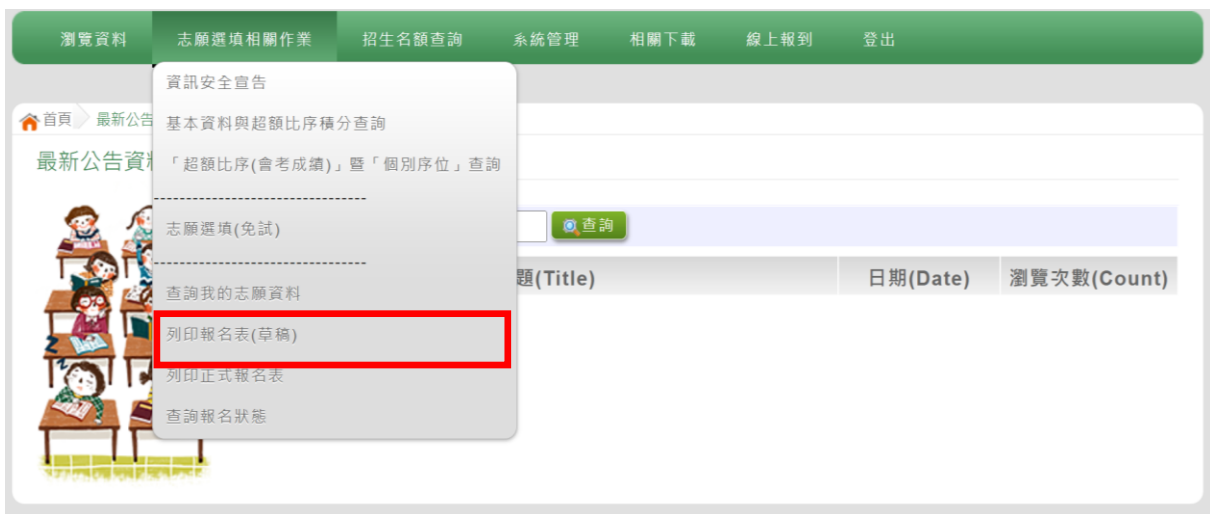 瀏覽資料 志願選填相關作業 招生名額查詢 系統管理 相關下載 線上報到 登出
資訊安全宣告
首頁 最新公告
基本資料與超額比序積分查詢
最新公告資料
「超額比序(會考成績)」暨「個別序位」查詢
---------------------------------
志願選填(免試)
查詢
---------------------------------
題(Title) 日期(Date) 瀏覽次數(Count)
查詢我的志願資料
列印報名表(草稿)
列印正式報名表
查詢報名狀態